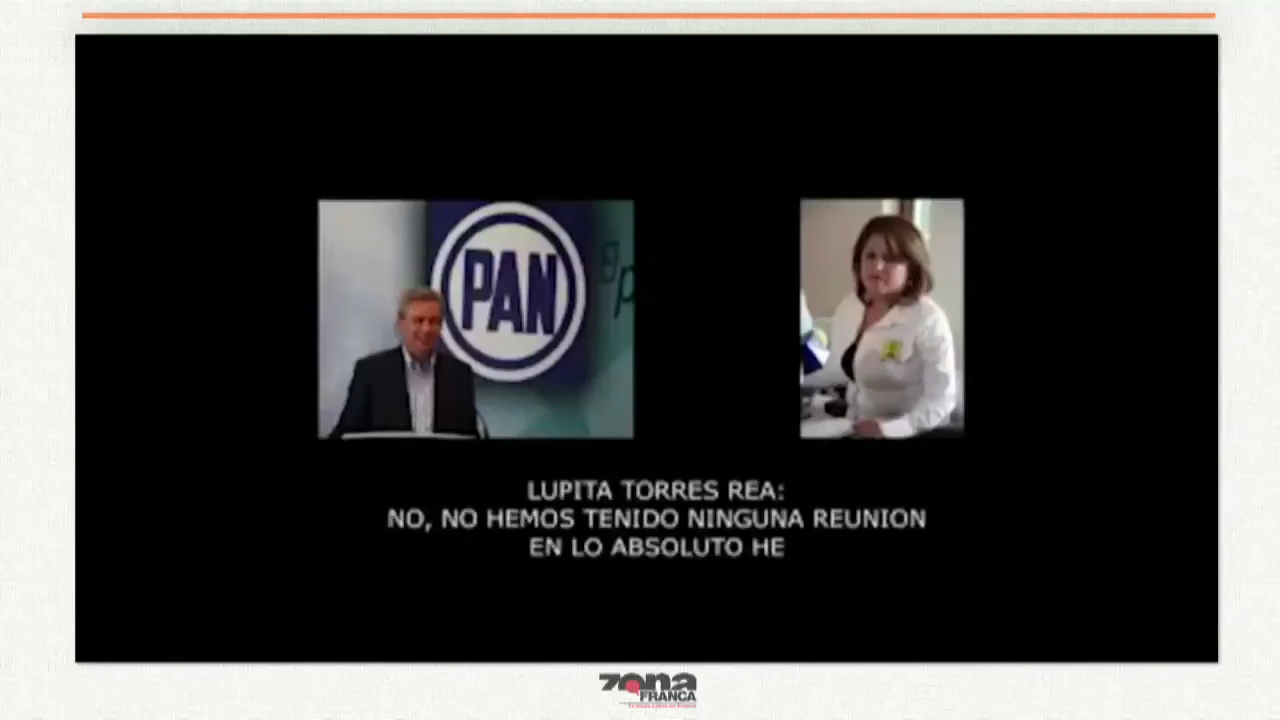 PAN
LUPITA TORRES REA:
NO, NO HEMOS TENIDO NINGUNA REUNION
EN LO ABSOLUTO HE
zona
FRANCA